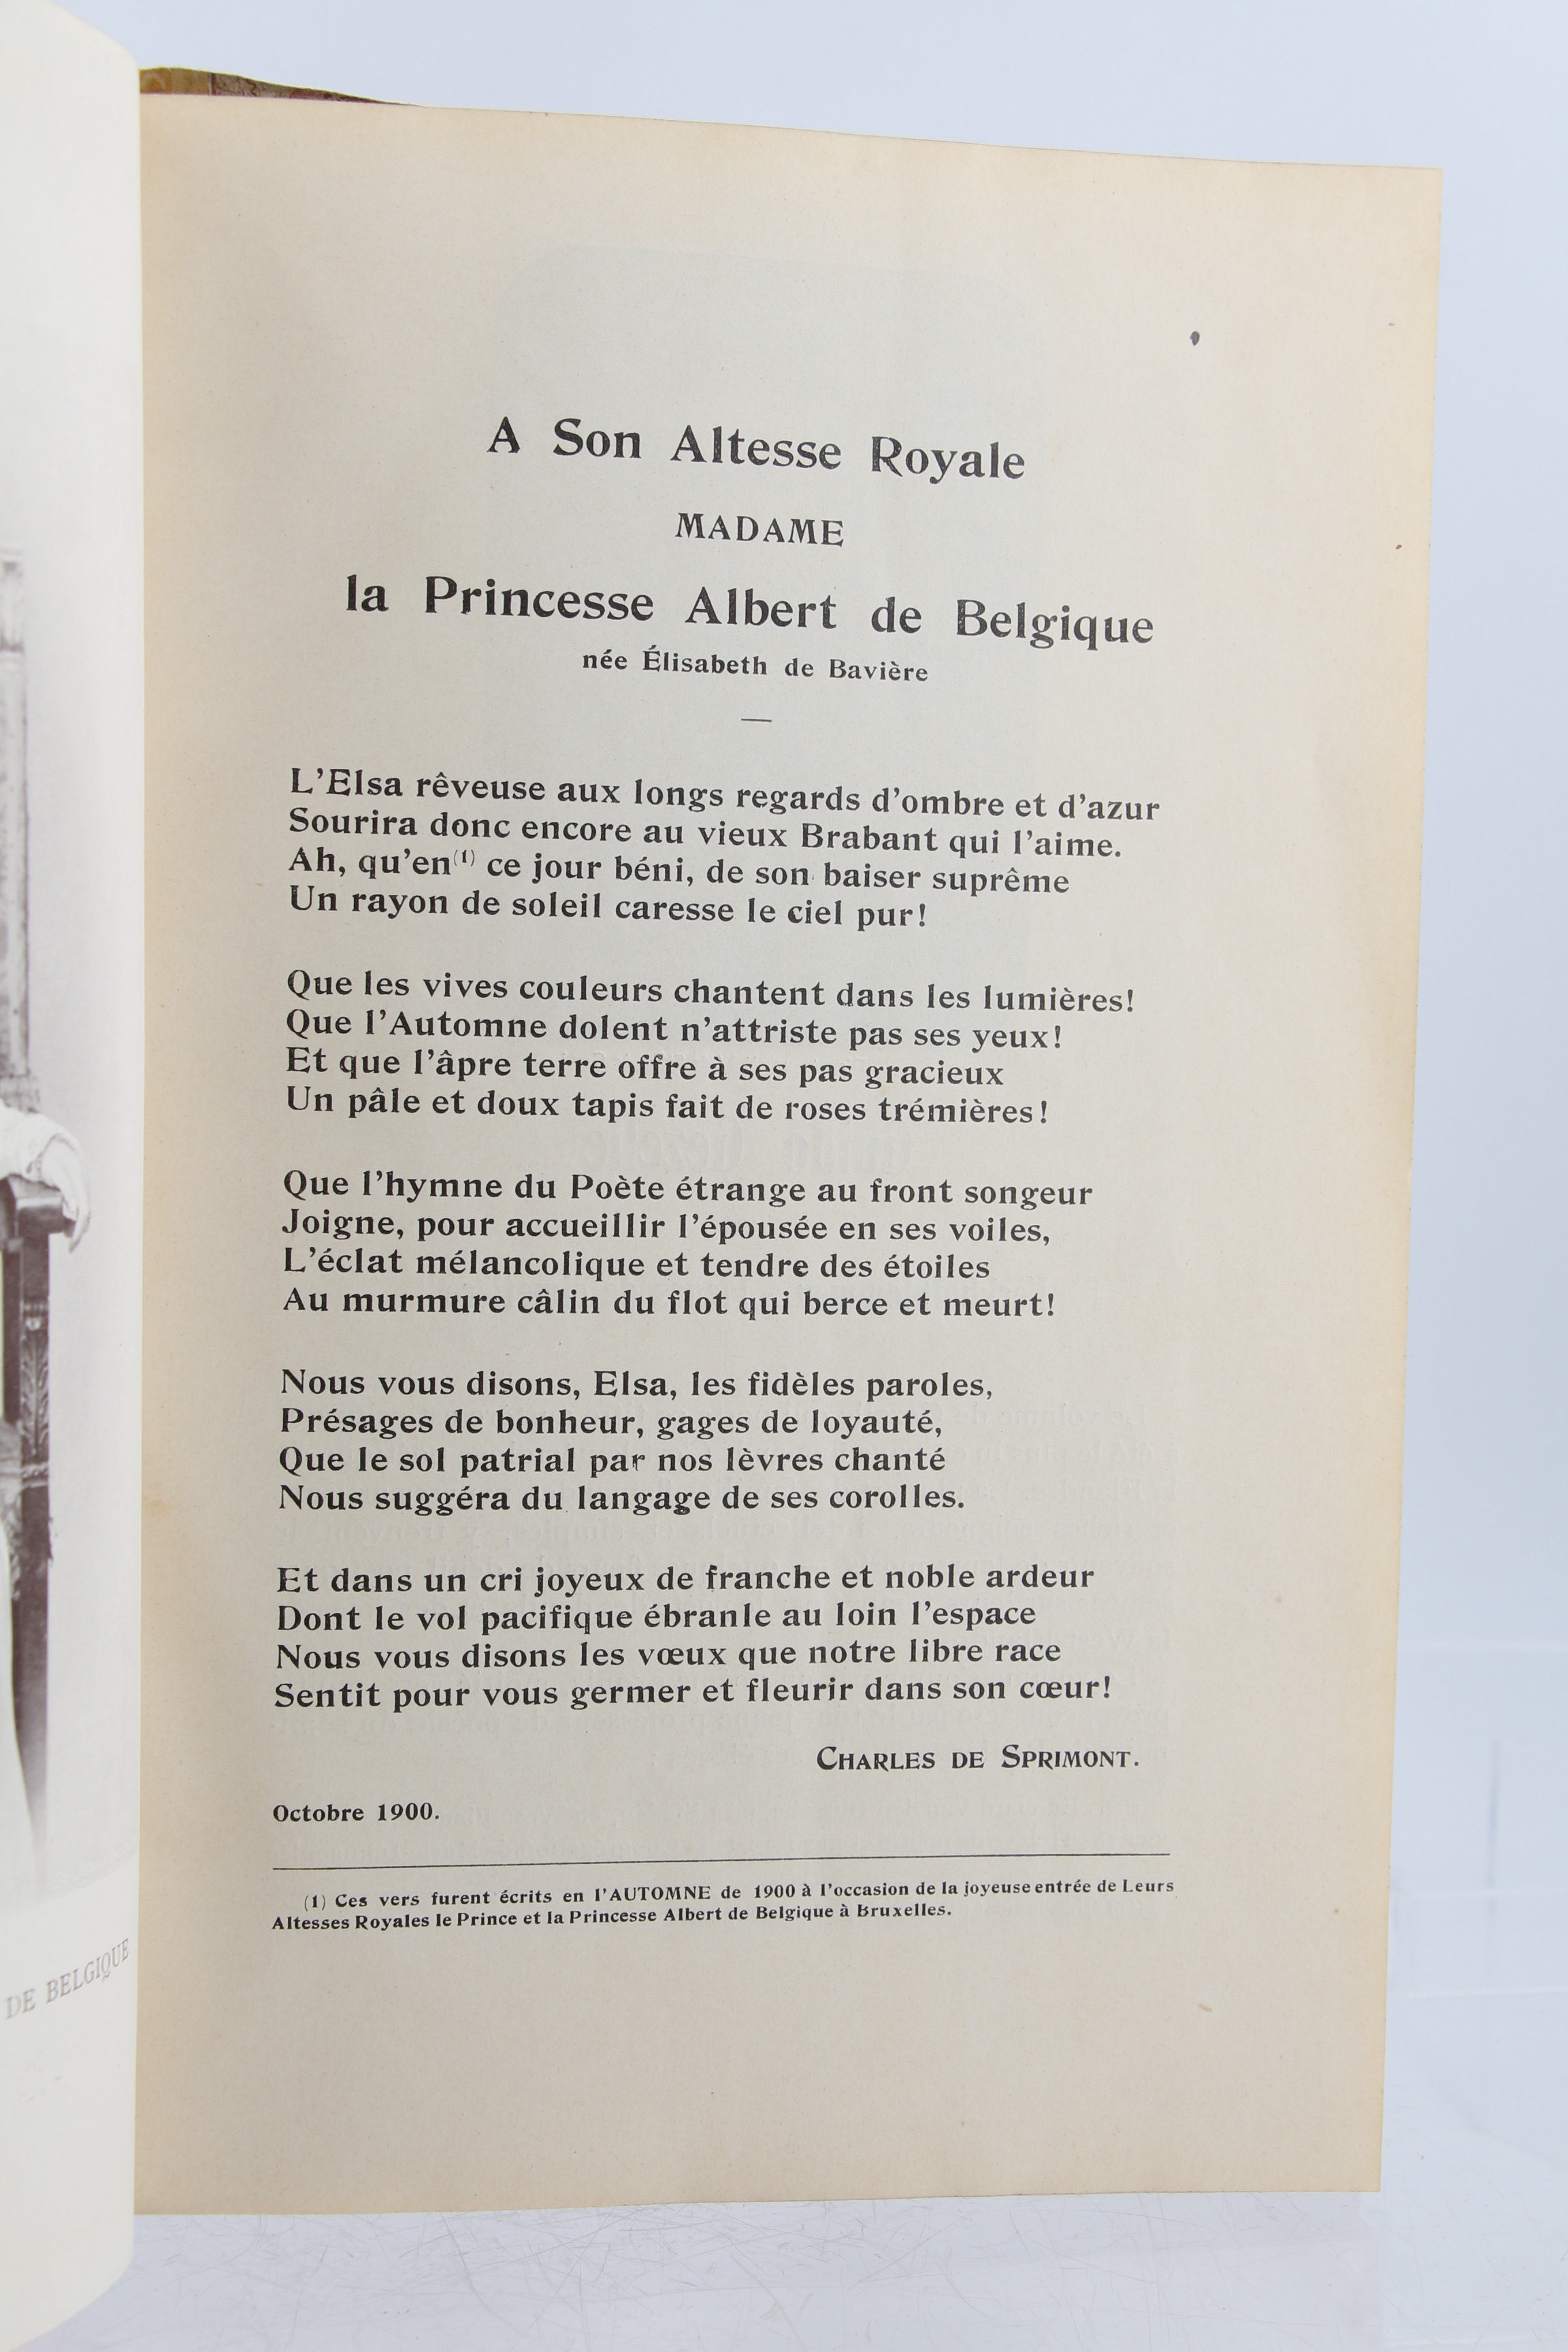 A Son Altesse Royale
MADAME
la Princesse Albert de Belgique
née Élisabeth de Bavière
L'Elsa rêveuse aux longs regards d'ombre et d'azur
Sourira donc encore au vieux Brabant qui l'aime.
Ah, qu'en(1) ce jour béni, de son baiser suprême
Un rayon de soleil caresse le ciel pur!
Que les vives couleurs chantent dans les lumières!
Que l'Automne dolent n'attriste pas ses yeux!
Et que l'âpre terre offre à ses pas gracieux
Un pâle et doux tapis fait de roses trémières!
Que l'hymne du Poète étrange au front songeur
Joigne, pour accueillir l'épousée en ses voiles,
L'éclat mélancolique et tendre des étoiles
Au murmure câlin du flot qui berce et meurt!
Nous vous disons, Elsa, les fidèles paroles,
Présages de bonheur, gages de loyauté,
Que le sol patrial par nos lèvres chanté
Nous suggéra du langage de ses corolles.
Et dans un cri joyeux de franche et noble ardeur
Dont le vol pacifique ébranle au loin l'espace
Nous vous disons les vœux que notre libre race
Sentit pour vous germer et fleurir dans son cœur!
CHARLES DE SPRIMONT.
Octobre 1900.
(1) Ces vers furent écrits en l'AUTOMNE de 1900 à l'occasion de la joyeuse entrée de Leurs
Altesses Royales le Prince et la Princesse Albert de Belgique à Bruxelles.
DE BELGIQUE